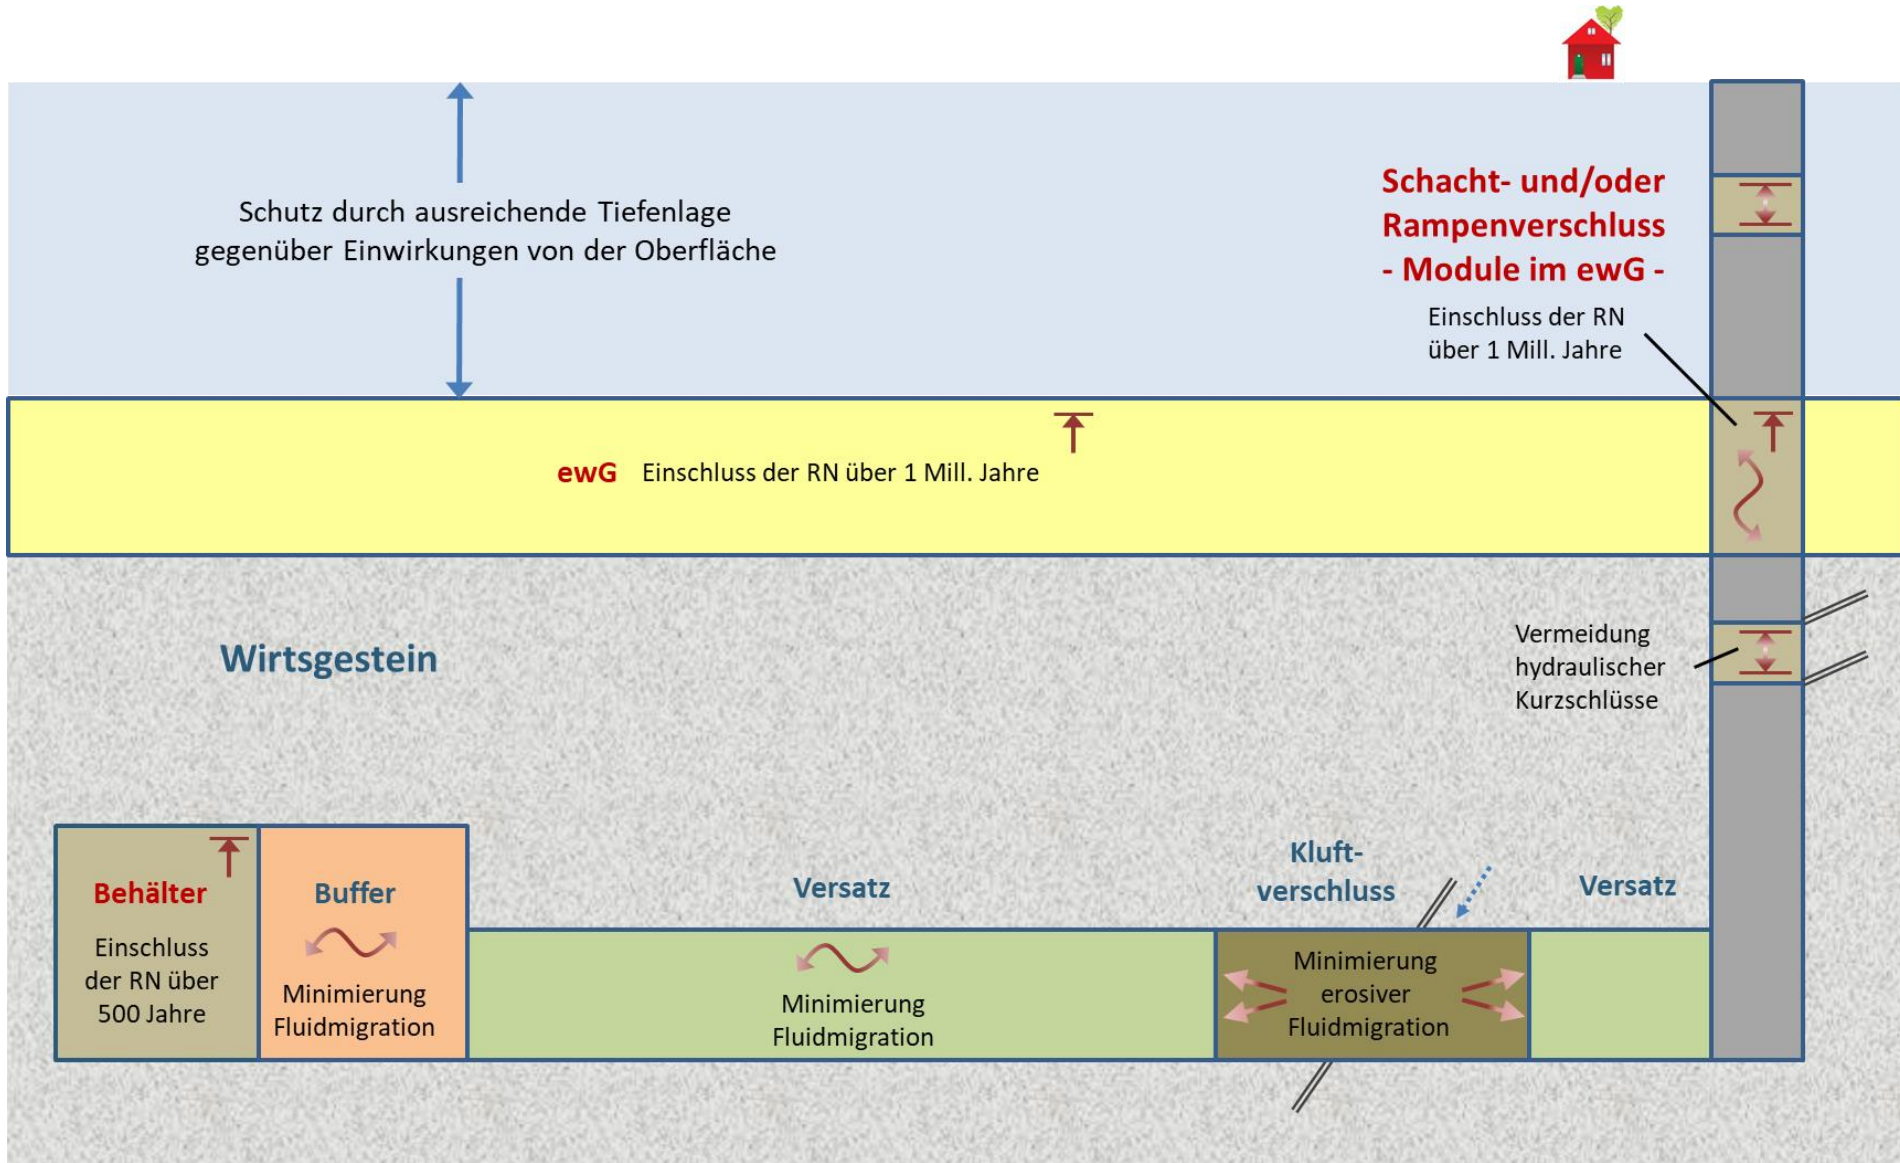 Schutz durch ausreichende Tiefenlage
gegenüber Einwirkungen von der Oberfläche
Schacht- und/oder
Rampenverschluss
- Module im ewG -
Einschluss der RN
über 1 Mill. Jahre
ewG Einschluss der RN über 1 Mill. Jahre
Wirtsgestein
Vermeidung
hydraulischer
Kurzschlüsse
Behälter
Einschluss
der RN über
500 Jahre
Buffer
Minimierung
Fluidmigration
Versatz
Minimierung
Fluidmigration
Kluft-
verschluss
Minimierung
erosiver
Fluidmigration
Versatz